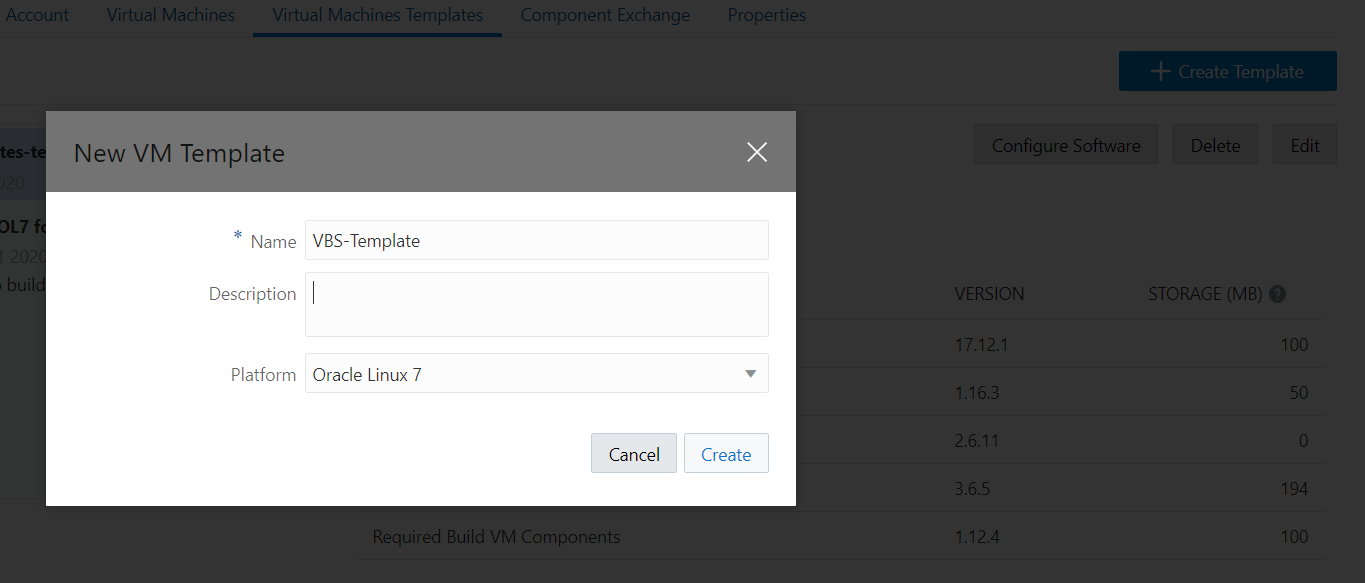 Account Virtual Machines Virtual Machines Templates Component Exchange Properties
+ Create Template
Configure Software Delete Edit
New VM Template
tes-te
020
* Name VBS-Template
OL7 fo
2020
build
Description
VERSION STORAGE (MB) ?
17.12.1 100
Platform Oracle Linux 7
1.16.3 50
2.6.11 0
Cancel Create
3.6.5 194
Required Build VM Components 1.12.4 100